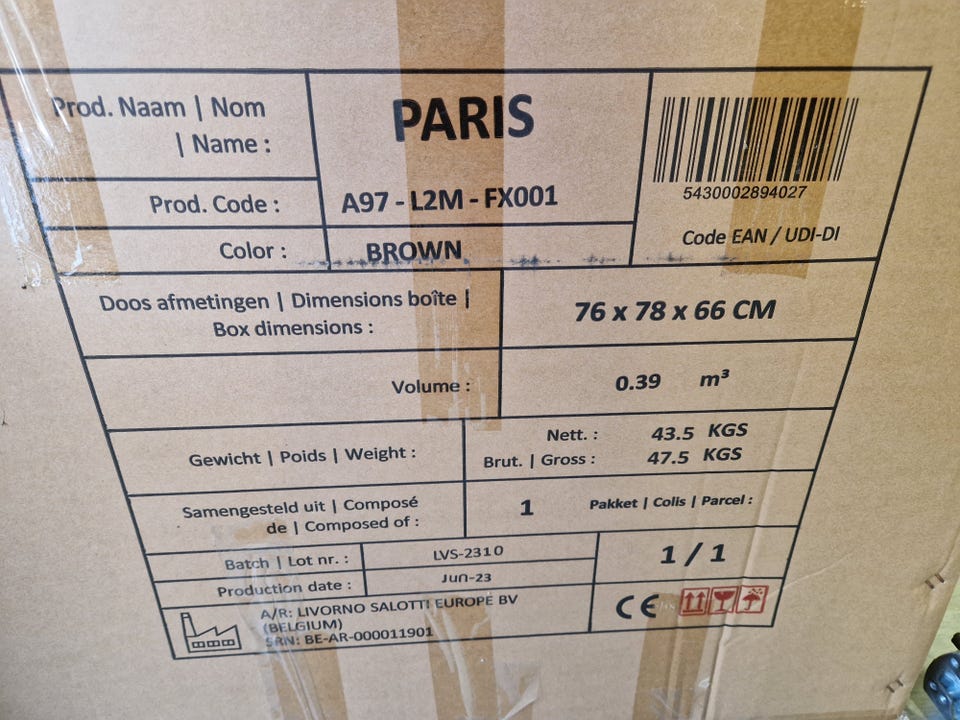 Prod. Naam | Nom
| Name :
PARIS
Prod. Code :
A97 - L2M - FX001
5430002894027
Code EAN / UDI-DI
Color :
BROWN
Doos afmetingen | Dimensions boîte |
Box dimensions :
76 x 78 x 66 CM
Volume :
0.39 m³
Gewicht | Poids | Weight :
Nett. : 43.5 KGS
Brut. | Gross : 47.5 KGS
Samengesteld uit | Composé
de | Composed of :
1
Pakket | Colis | Parcel :
1 / 1
Batch | Lot nr. :
LVS-2310
Production date :
Jun-23
A/R: LIVORNO SALOTTI EUROPE BV
(BELGIUM)
SRN: BE-AR-000011901
CE